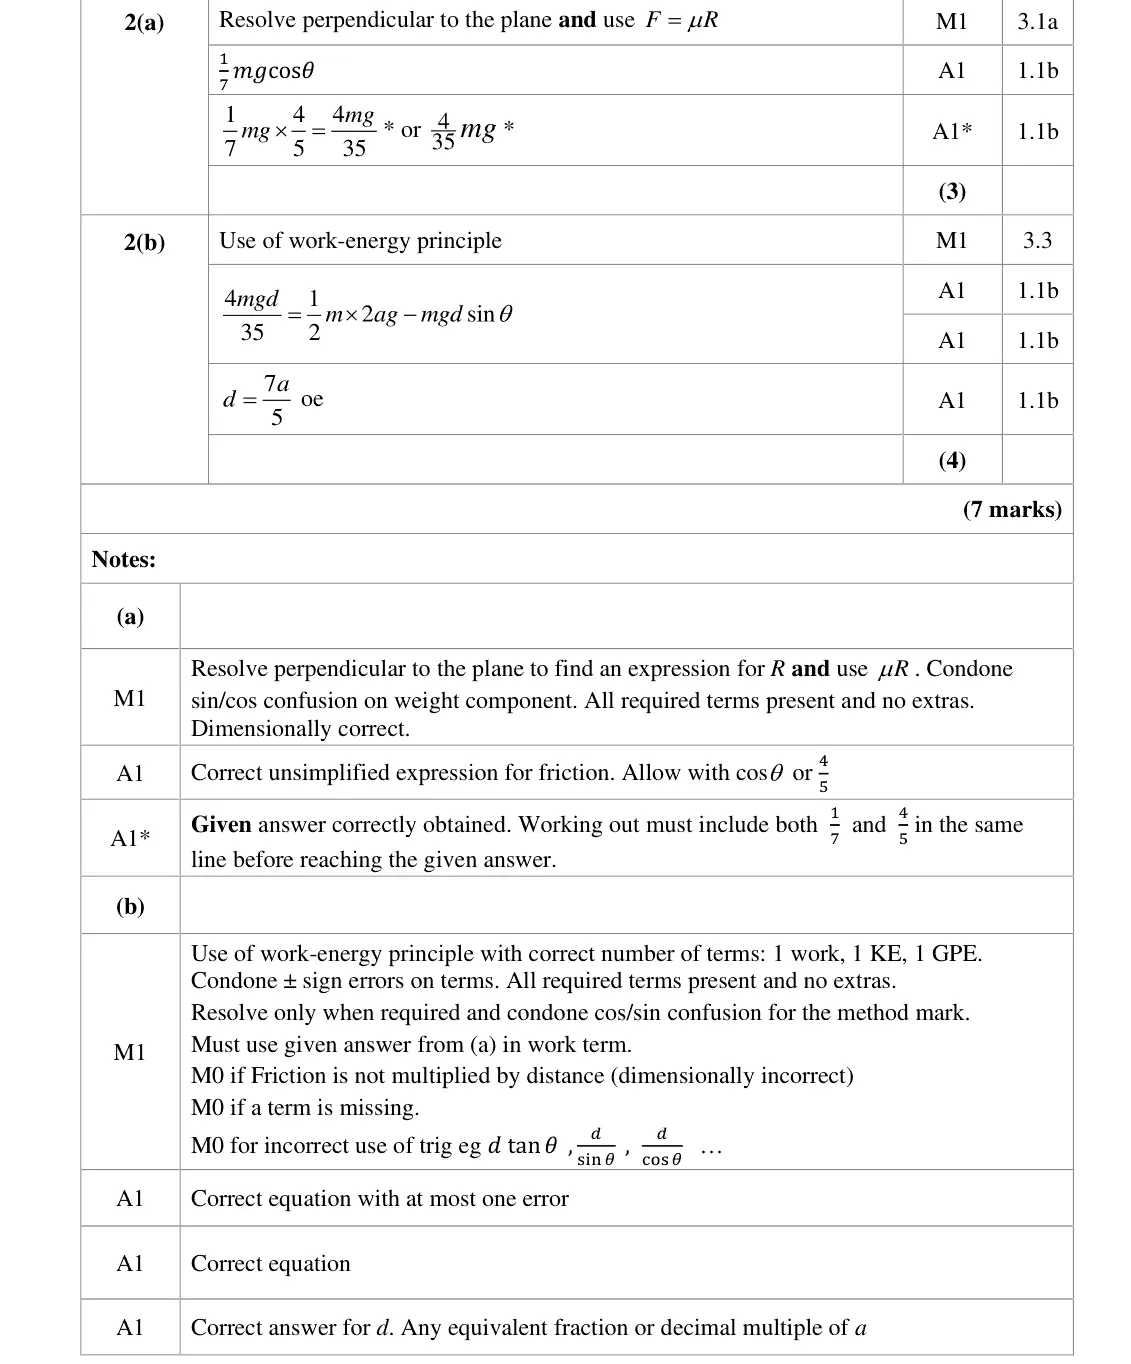 2(a) Resolve perpendicular to the plane and use F = μR M1 3.1a
1/7 mgcosθ A1 1.1b
1/7 mg × 4/5 = 4mg/35 * or 4/35 mg * A1* 1.1b
(3)
2(b) Use of work-energy principle M1 3.3
4mgd/35 = 1/2 m × 2ag − mgd sin θ A1 1.1b
A1 1.1b
d = 7a/5 oe A1 1.1b
(4)
(7 marks)
Notes:
(a)
M1 Resolve perpendicular to the plane to find an expression for R and use μR . Condone
sin/cos confusion on weight component. All required terms present and no extras.
Dimensionally correct.
A1 Correct unsimplified expression for friction. Allow with cosθ or 4/5
A1* Given answer correctly obtained. Working out must include both 1/7 and 4/5 in the same
line before reaching the given answer.
(b)
M1 Use of work-energy principle with correct number of terms: 1 work, 1 KE, 1 GPE.
Condone ± sign errors on terms. All required terms present and no extras.
Resolve only when required and condone cos/sin confusion for the method mark.
Must use given answer from (a) in work term.
M0 if Friction is not multiplied by distance (dimensionally incorrect)
M0 if a term is missing.
M0 for incorrect use of trig eg d tan θ , d/sin θ , d/cos θ …
A1 Correct equation with at most one error
A1 Correct equation
A1 Correct answer for d. Any equivalent fraction or decimal multiple of a